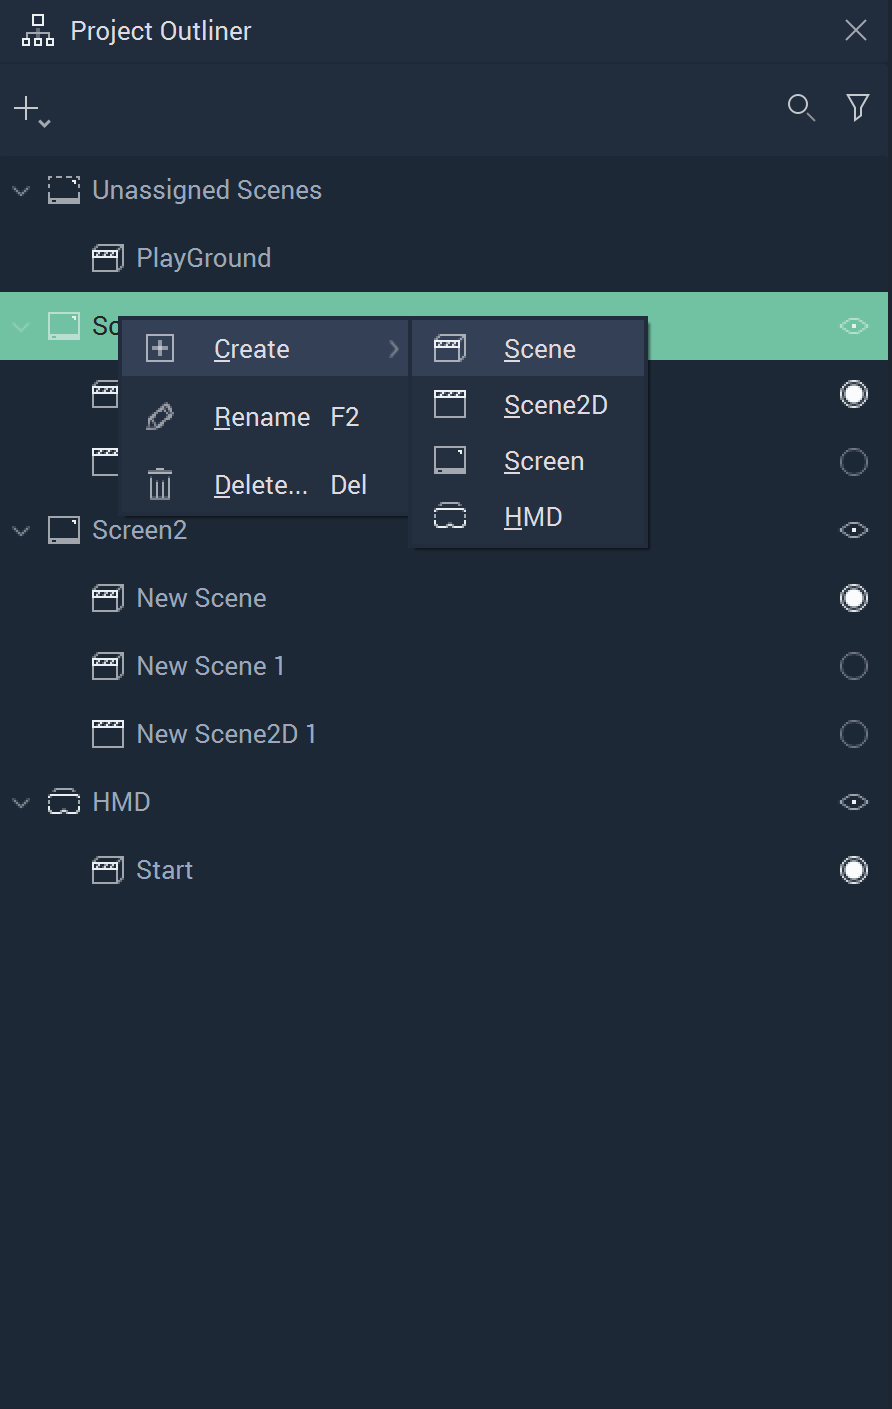 Project Outliner
Unassigned Scenes
PlayGround
Create
Rename F2
Delete... Del
Scene
Scene2D
Screen
HMD
Screen2
New Scene
New Scene 1
New Scene2D 1
HMD
Start